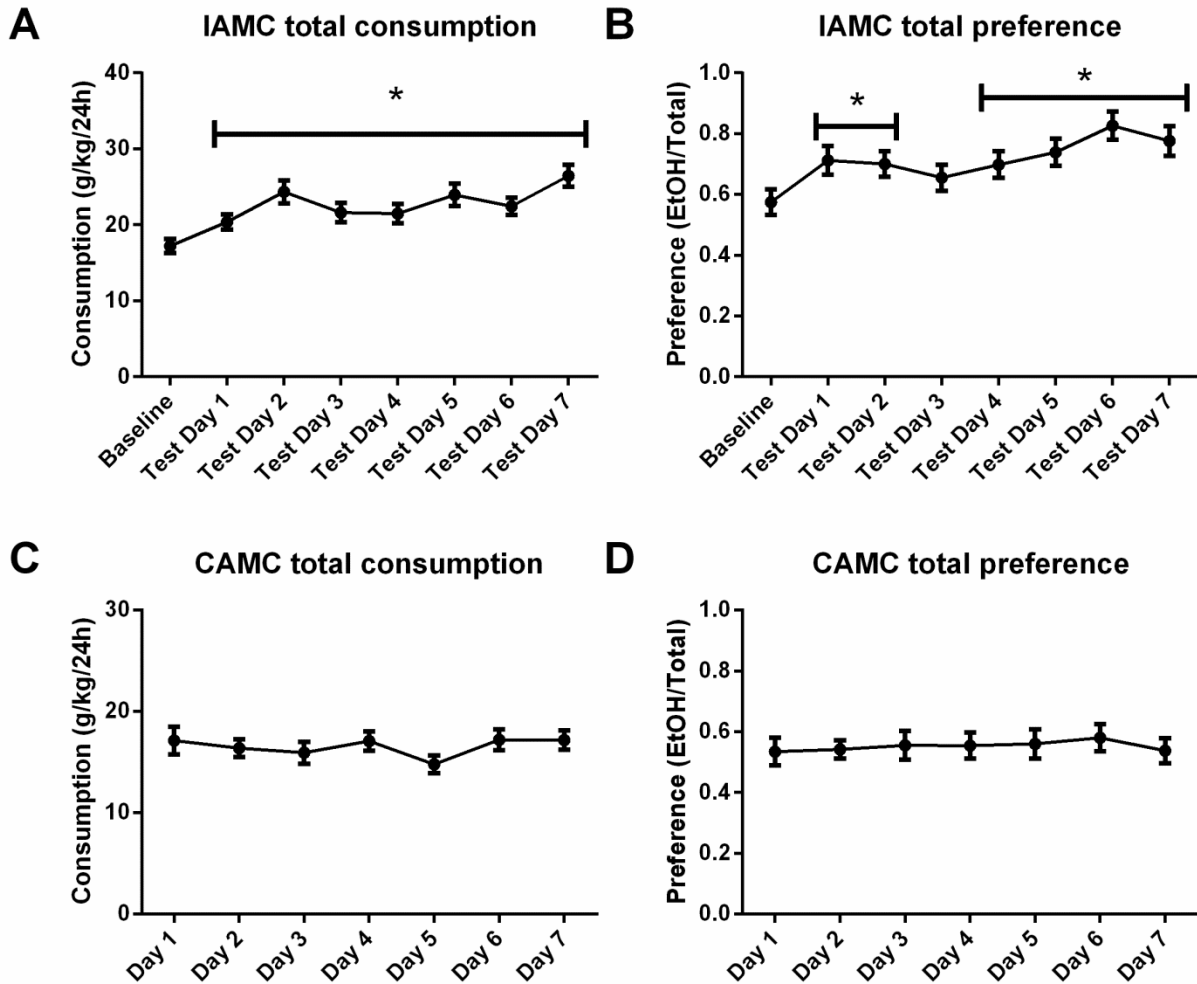 A
IAMC total consumption
Consumption (g/kg/24h)
40
30
20
10
0
*
Baseline
Test Day 1
Test Day 2
Test Day 3
Test Day 4
Test Day 5
Test Day 6
Test Day 7
B
IAMC total preference
Preference (EtOH/Total)
1.0
0.8
0.6
0.4
0.2
0.0
*
*
Baseline
Test Day 1
Test Day 2
Test Day 3
Test Day 4
Test Day 5
Test Day 6
Test Day 7
C
CAMC total consumption
Consumption (g/kg/24h)
30
20
10
0
Day 1
Day 2
Day 3
Day 4
Day 5
Day 6
Day 7
D
CAMC total preference
Preference (EtOH/Total)
1.0
0.8
0.6
0.4
0.2
0.0
Day 1
Day 2
Day 3
Day 4
Day 5
Day 6
Day 7